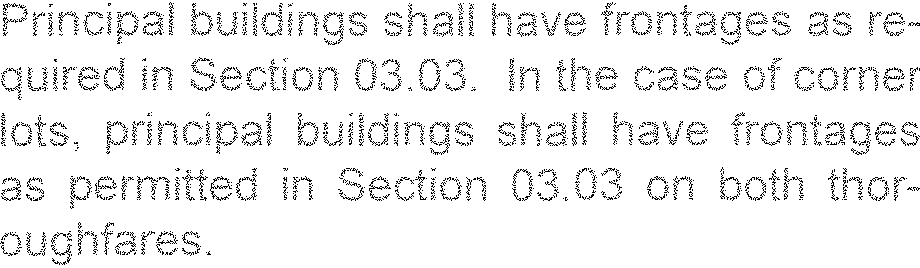 Principal buildings shall have frontages as re-
quired in Section 03.03.  In the case of corner
lots, principal buildings shall have frontages
as permitted in Section 03.03 on both thor-
oughfares.